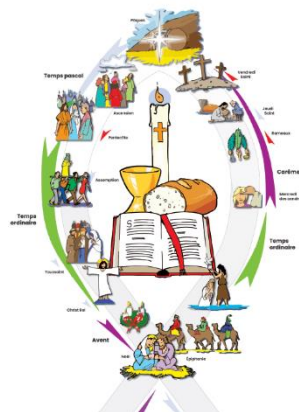 Pâques
Vendredi
Saint
Temps pascal
Ascension
Jeudi
Saint
Pentecôte
Rameaux
Carême
Assomption
Mercredi
des cendres
Temps
ordinaire
Temps
ordinaire
Toussaint
Christ Roi
Avent
Noël
Épiphanie